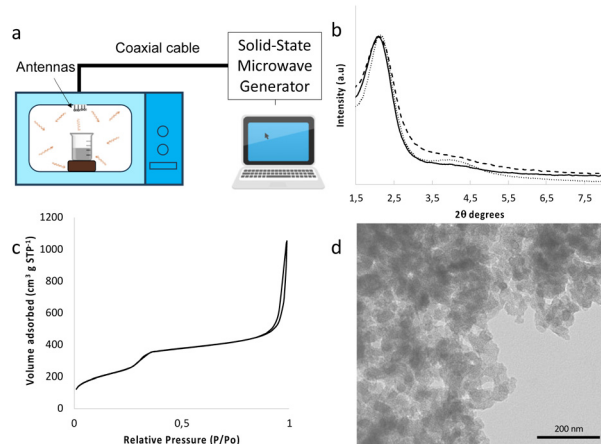 a
Coaxial cable
Antennas
Solid-State
Microwave
Generator
b
Intensity (a.u)
1,5 2,5 3,5 4,5 5,5 6,5 7,5
2θ degrees
c
Volume adsorbed (cm³ g STP⁻¹)
1200
1000
800
600
400
200
0
0 0,5 1
Relative Pressure (P/Po)
d
200 nm